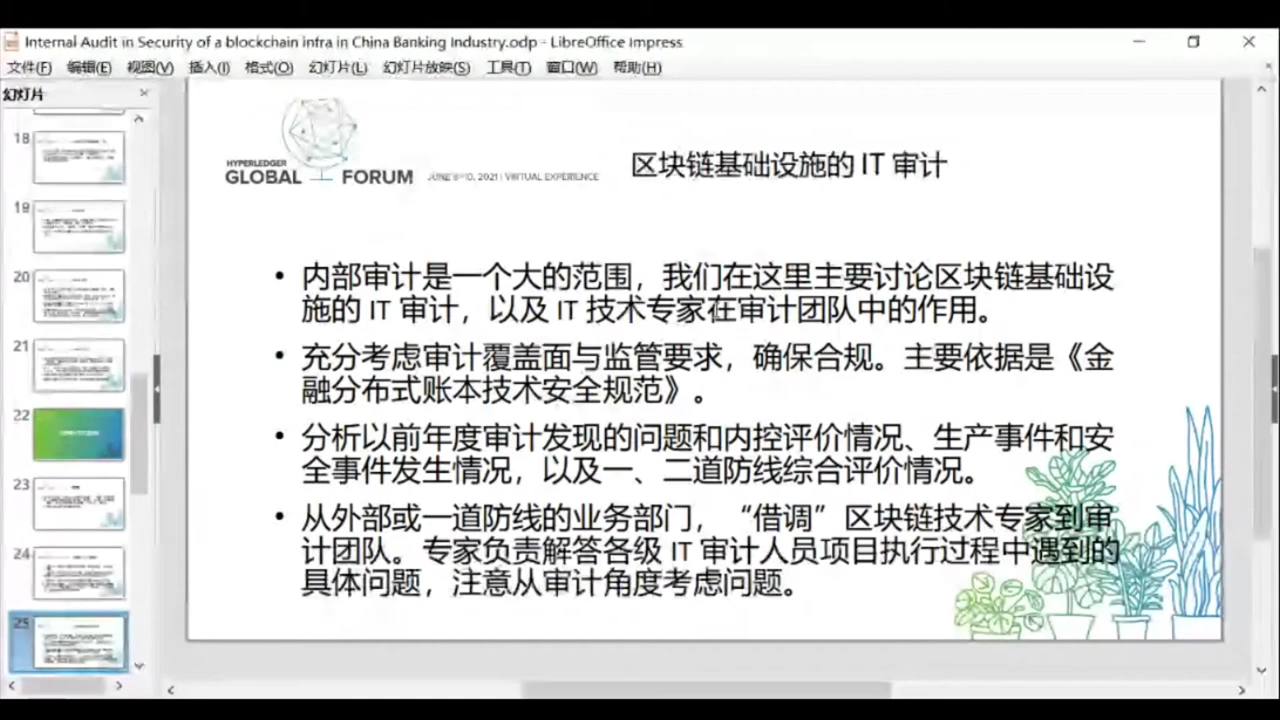 Internal Audit in Security of a blockchain infra in China Banking Industry.odp - LibreOffice Impress
文件(F) 编辑(E) 视图(V) 插入(I) 格式(O) 幻灯片(L) 幻灯片放映(S) 工具(T) 窗口(W) 帮助(H)
幻灯片
18
19
20
21
22
23
24
25
HYPERLEDGER
GLOBAL FORUM JUNE 8-10, 2021 | VIRTUAL EXPERIENCE
区块链基础设施的 IT 审计
• 内部审计是一个大的范围，我们在这里主要讨论区块链基础设
施的 IT 审计，以及 IT 技术专家在审计团队中的作用。
• 充分考虑审计覆盖面与监管要求，确保合规。主要依据是《金
融分布式账本技术安全规范》。
• 分析以前年度审计发现的问题和内控评价情况、生产事件和安
全事件发生情况，以及一、二道防线综合评价情况。
• 从外部或一道防线的业务部门，“借调”区块链技术专家到审
计团队。专家负责解答各级 IT 审计人员项目执行过程中遇到的
具体问题，注意从审计角度考虑问题。